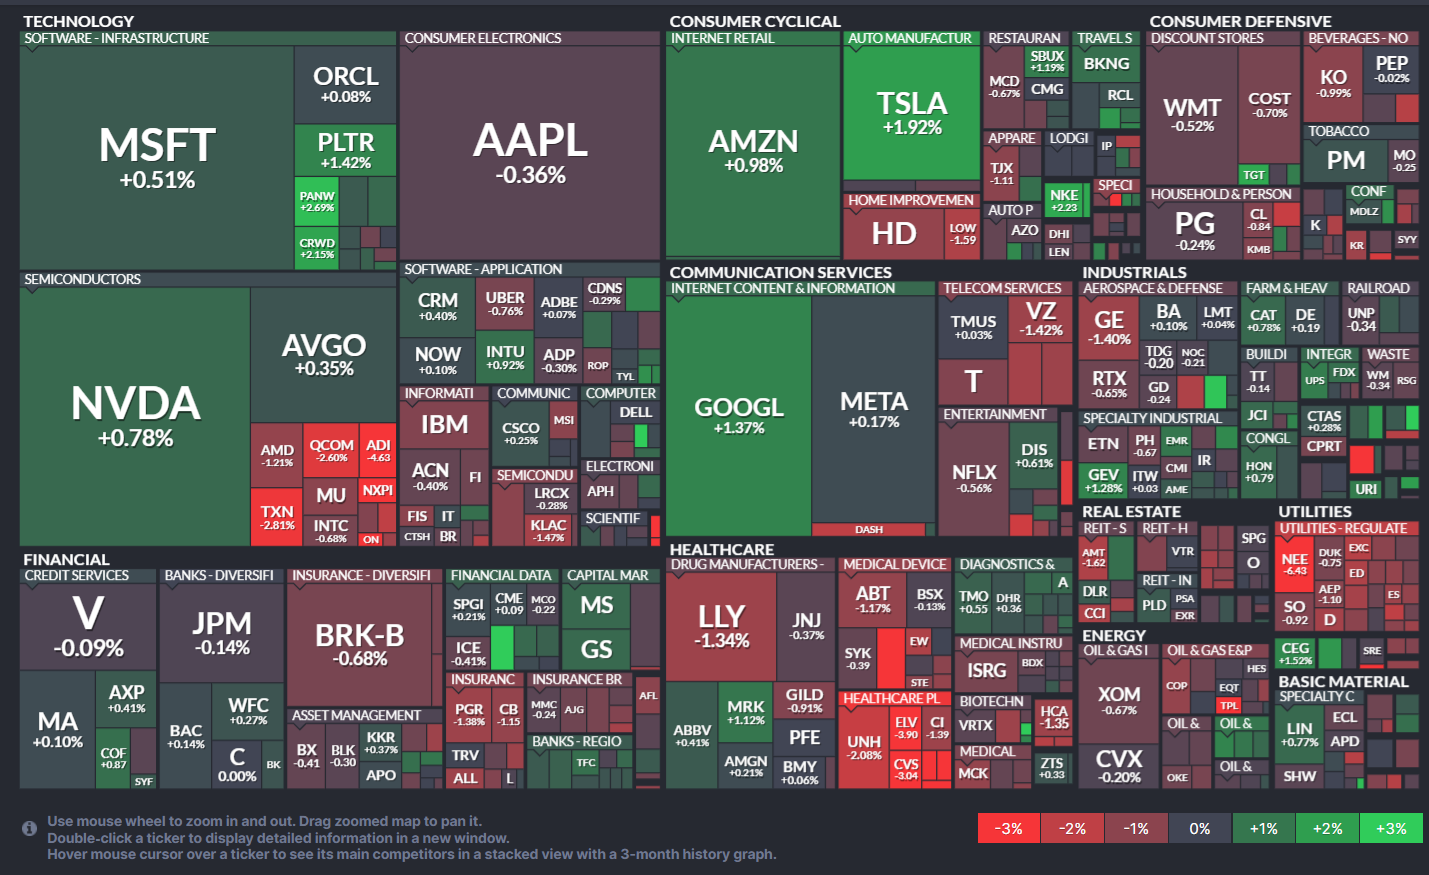 TECHNOLOGY
SOFTWARE - INFRASTRUCTURE
MSFT
+0.51%
ORCL
+0.08%
PLTR
+1.42%
PANW
+2.69%
CRWD
+2.15%
CONSUMER ELECTRONICS
AAPL
-0.36%
SEMICONDUCTORS
NVDA
+0.78%
AVGO
+0.35%
AMD
-1.21%
QCOM
-2.60%
ADI
-4.63
TXN
-2.81%
MU
NXPI
INTC
-0.68%
ON
SOFTWARE - APPLICATION
CRM
+0.40%
UBER
-0.76%
ADBE
+0.07%
CDNS
-0.29%
NOW
+0.10%
INTU
+0.92%
ADP
-0.30%
ROP
TYL
INFORMATI
IBM
ACN
-0.40%
FI
FIS
IT
CTSH
BR
COMMUNIC
CSCO
+0.25%
MSI
COMPUTER
DELL
SEMICONDU
LRCX
-0.28%
KLAC
-1.47%
ELECTRONI
APH
SCIENTIF
CONSUMER CYCLICAL
INTERNET RETAIL
AMZN
+0.98%
AUTO MANUFACTUR
TSLA
+1.92%
HOME IMPROVEMEN
HD
LOW
-1.59
RESTAURAN
MCD
-0.67%
SBUX
+1.19%
CMG
TRAVEL S
BKNG
RCL
APPARE
TJX
-1.11
LODGI
IP
NKE
+2.23
SPECI
AUTO P
AZO
DHI
LEN
CONSUMER DEFENSIVE
DISCOUNT STORES
WMT
-0.52%
COST
-0.70%
TGT
BEVERAGES - NO
KO
-0.99%
PEP
-0.02%
TOBACCO
PM
MO
-0.25
HOUSEHOLD & PERSON
PG
-0.24%
CL
-0.84
KMB
CONF
MDLZ
K
KR
SYY
COMMUNICATION SERVICES
INTERNET CONTENT & INFORMATION
GOOGL
+1.37%
META
+0.17%
DASH
TELECOM SERVICES
TMUS
+0.03%
VZ
-1.42%
T
ENTERTAINMENT
NFLX
-0.56%
DIS
+0.61%
INDUSTRIALS
AEROSPACE & DEFENSE
GE
-1.40%
BA
+0.10%
LMT
+0.04%
RTX
-0.65%
TDG
-0.20
NOC
-0.21
GD
-0.24
FARM & HEAV
CAT
+0.78%
DE
+0.19
RAILROAD
UNP
-0.34
BUILDI
TT
-0.14
JCI
INTEGR
UPS
FDX
WASTE
WM
-0.34
RSG
SPECIALTY INDUSTRIAL
ETN
PH
-0.67
EMR
GEV
+1.28%
ITW
+0.03
CMI
AME
IR
CONGL
HON
+0.79
CTAS
+0.28%
CPRT
URI
FINANCIAL
CREDIT SERVICES
V
-0.09%
MA
+0.10%
AXP
+0.41%
COF
+0.87
SYF
BANKS - DIVERSIFI
JPM
-0.14%
BAC
+0.14%
WFC
+0.27%
C
0.00%
BK
INSURANCE - DIVERSIFI
BRK-B
-0.68%
ASSET MANAGEMENT
BX
-0.41
BLK
-0.30
KKR
+0.37%
APO
FINANCIAL DATA
SPGI
+0.21%
CME
+0.09
MCO
-0.22
ICE
-0.41%
CAPITAL MAR
MS
GS
INSURANC
PGR
-1.38%
CB
-1.15
TRV
ALL
L
INSURANCE BR
MMC
-0.24
AJG
AFL
BANKS - REGIO
TFC
HEALTHCARE
DRUG MANUFACTURERS -
LLY
-1.34%
JNJ
-0.37%
ABBV
+0.41%
MRK
+1.12%
GILD
-0.91%
AMGN
+0.21%
PFE
BMY
+0.06%
MEDICAL DEVICE
ABT
-1.17%
BSX
-0.13%
SYK
-0.39
EW
STE
HEALTHCARE PL
UNH
-2.08%
ELV
-3.90
CI
-1.39
CVS
-3.04
DIAGNOSTICS &
TMO
+0.55
DHR
+0.36
A
MEDICAL INSTRU
ISRG
BDX
BIOTECHN
VRTX
HCA
-1.35
MEDICAL
MCK
ZTS
+0.33
REAL ESTATE
REIT - S
AMT
-1.62
DLR
CCI
REIT - H
VTR
REIT - IN
PLD
PSA
EXR
SPG
O
UTILITIES
UTILITIES - REGULATE
NEE
-6.43
DUK
-0.75
EXC
SO
-0.92
AEP
-1.10
ED
D
ES
CEG
+1.52%
SRE
ENERGY
OIL & GAS I
XOM
-0.67%
CVX
-0.20%
OIL & GAS E&P
COP
HES
EQT
TPL
OIL &
OIL &
OKE
OIL &
BASIC MATERIAL
SPECIALTY C
LIN
+0.77%
ECL
APD
SHW
Use mouse wheel to zoom in and out. Drag zoomed map to pan it.
Double-click a ticker to display detailed information in a new window.
Hover mouse cursor over a ticker to see its main competitors in a stacked view with a 3-month history graph.
-3%
-2%
-1%
0%
+1%
+2%
+3%